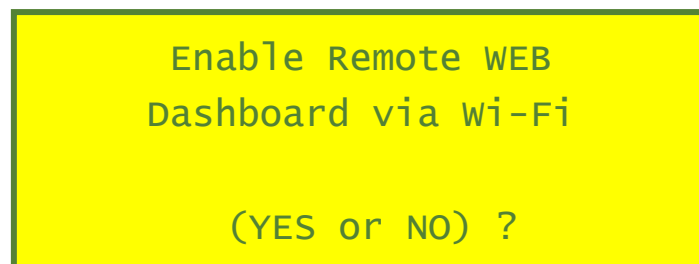 Enable Remote WEB
Dashboard via Wi-Fi
(YES or NO) ?